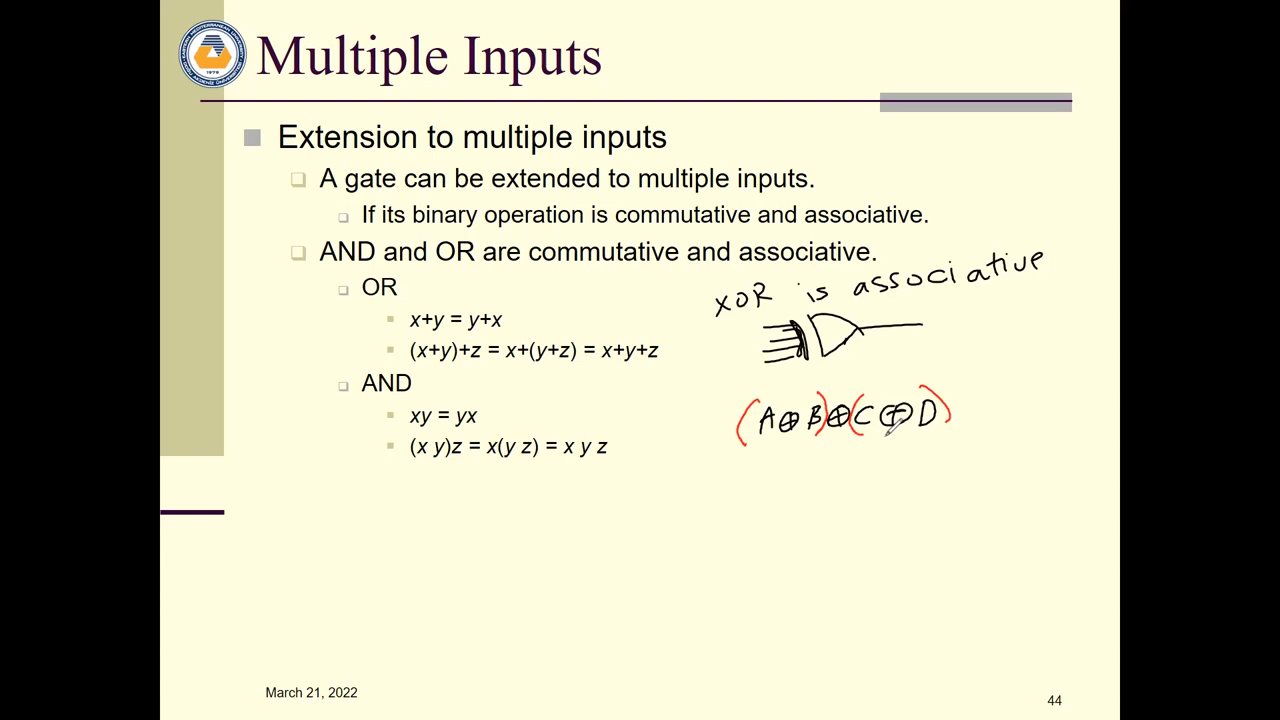 Multiple Inputs
Extension to multiple inputs
A gate can be extended to multiple inputs.
If its binary operation is commutative and associative.
AND and OR are commutative and associative.
OR
x+y = y+x
(x+y)+z = x+(y+z) = x+y+z
AND
xy = yx
(x y)z = x(y z) = x y z
XOR is associative
(A⊕B)⊕(C⊕D)
March 21, 2022
44